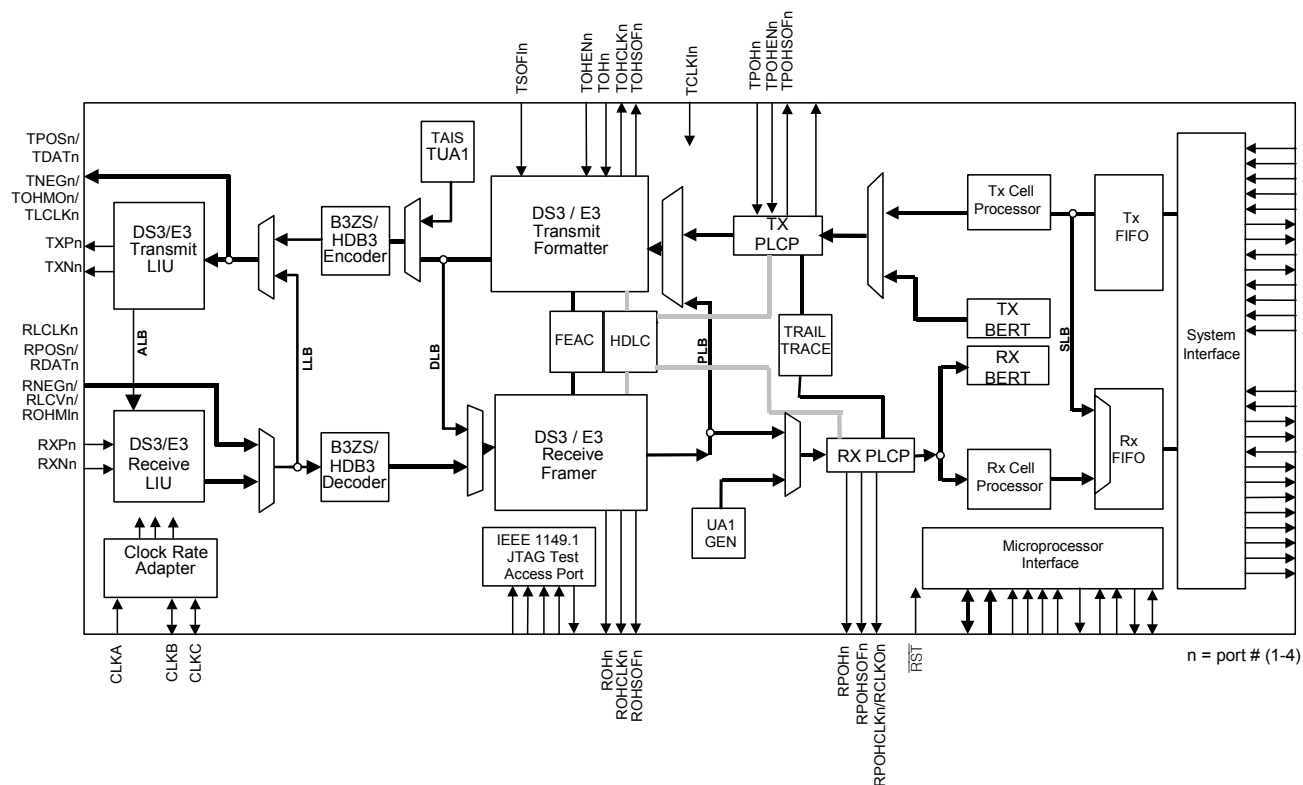 TSOFIn
TOHENn
TOHn
TOHCLKn
TOHSOFn
TCLKIn
TPOHn
TPOHENn
TPOHSOFn
TPOSn/
TDATn
TNEGn/
TOHMOn/
TLCLKn
TXPn
TXNn
RLCLKn
RPOSn/
RDATn
RNEGn/
RLCVn/
ROHMIn
RXPn
RXNn
TAIS
TUA1
DS3/E3
Transmit
LIU
B3ZS/
HDB3
Encoder
DS3 / E3
Transmit
Formatter
TX
PLCP
Tx Cell
Processor
Tx
FIFO
TX
BERT
RX
BERT
System
Interface
ALB
LLB
DLB
FEAC
HDLC
PLB
TRAIL
TRACE
SLB
DS3/E3
Receive
LIU
B3ZS/
HDB3
Decoder
DS3 / E3
Receive
Framer
RX PLCP
Rx Cell
Processor
Rx
FIFO
UA1
GEN
Clock Rate
Adapter
IEEE 1149.1
JTAG Test
Access Port
Microprocessor
Interface
CLKA
CLKB
CLKC
ROHn
ROHCLKn
ROHSOFn
RPOHn
RPOHSOFn
RPOHCLKn/RCLKOn
RST
n = port # (1-4)